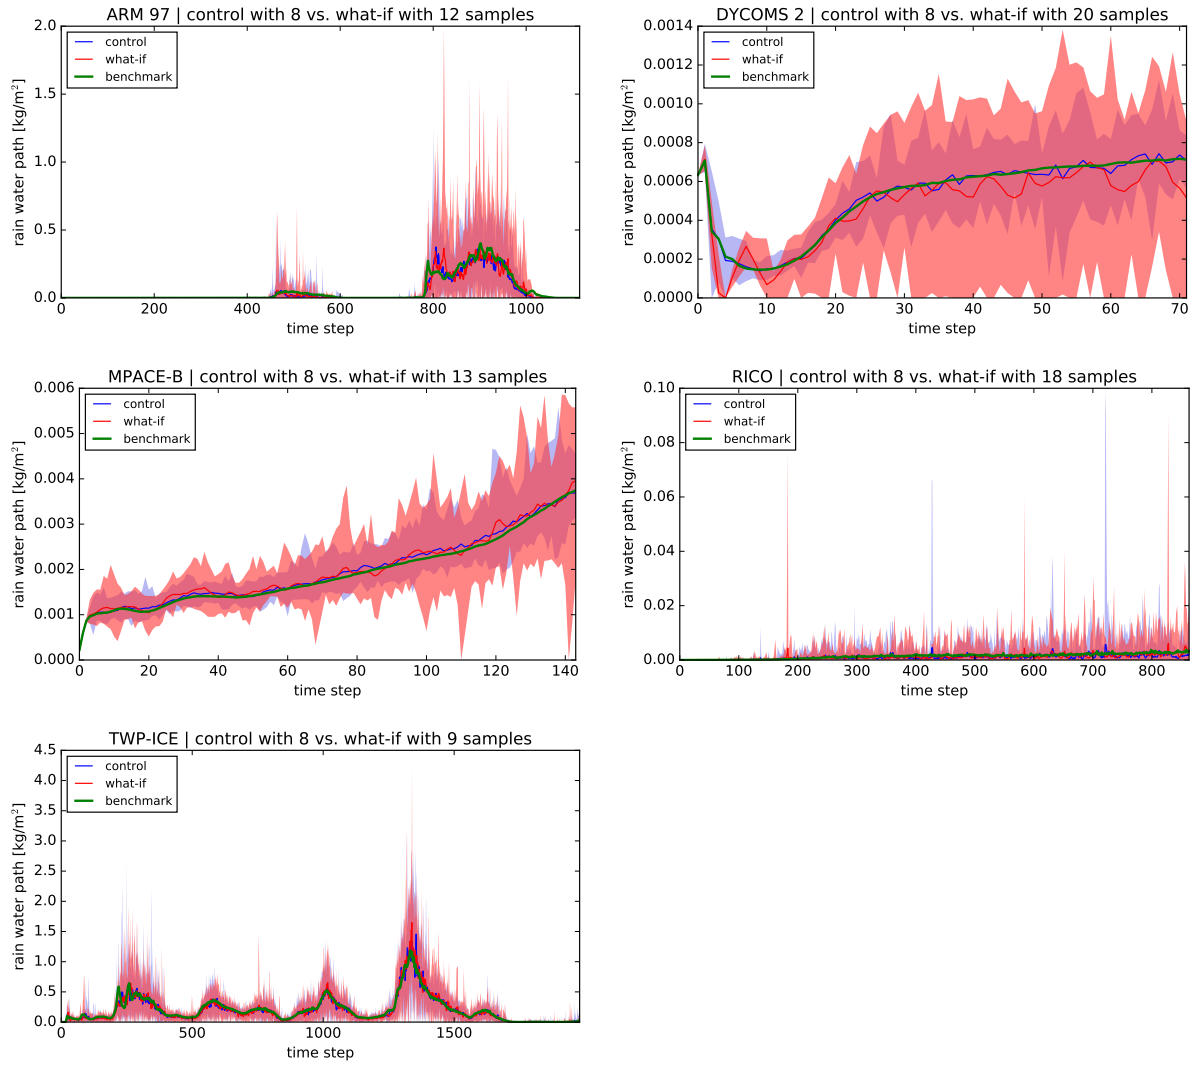 ARM 97 | control with 8 vs. what-if with 12 samples
2.0
1.5
1.0
0.5
0.0
rain water path [kg/m²]
control
what-if
benchmark
0 200 400 600 800 1000
time step
DYCOMS 2 | control with 8 vs. what-if with 20 samples
0.0014
0.0012
0.0010
0.0008
0.0006
0.0004
0.0002
0.0000
rain water path [kg/m²]
control
what-if
benchmark
0 10 20 30 40 50 60 70
time step
MPACE-B | control with 8 vs. what-if with 13 samples
0.006
0.005
0.004
0.003
0.002
0.001
0.000
rain water path [kg/m²]
control
what-if
benchmark
0 20 40 60 80 100 120 140
time step
RICO | control with 8 vs. what-if with 18 samples
0.10
0.08
0.06
0.04
0.02
0.00
rain water path [kg/m²]
control
what-if
benchmark
0 100 200 300 400 500 600 700 800
time step
TWP-ICE | control with 8 vs. what-if with 9 samples
4.5
4.0
3.5
3.0
2.5
2.0
1.5
1.0
0.5
0.0
rain water path [kg/m²]
control
what-if
benchmark
0 500 1000 1500
time step